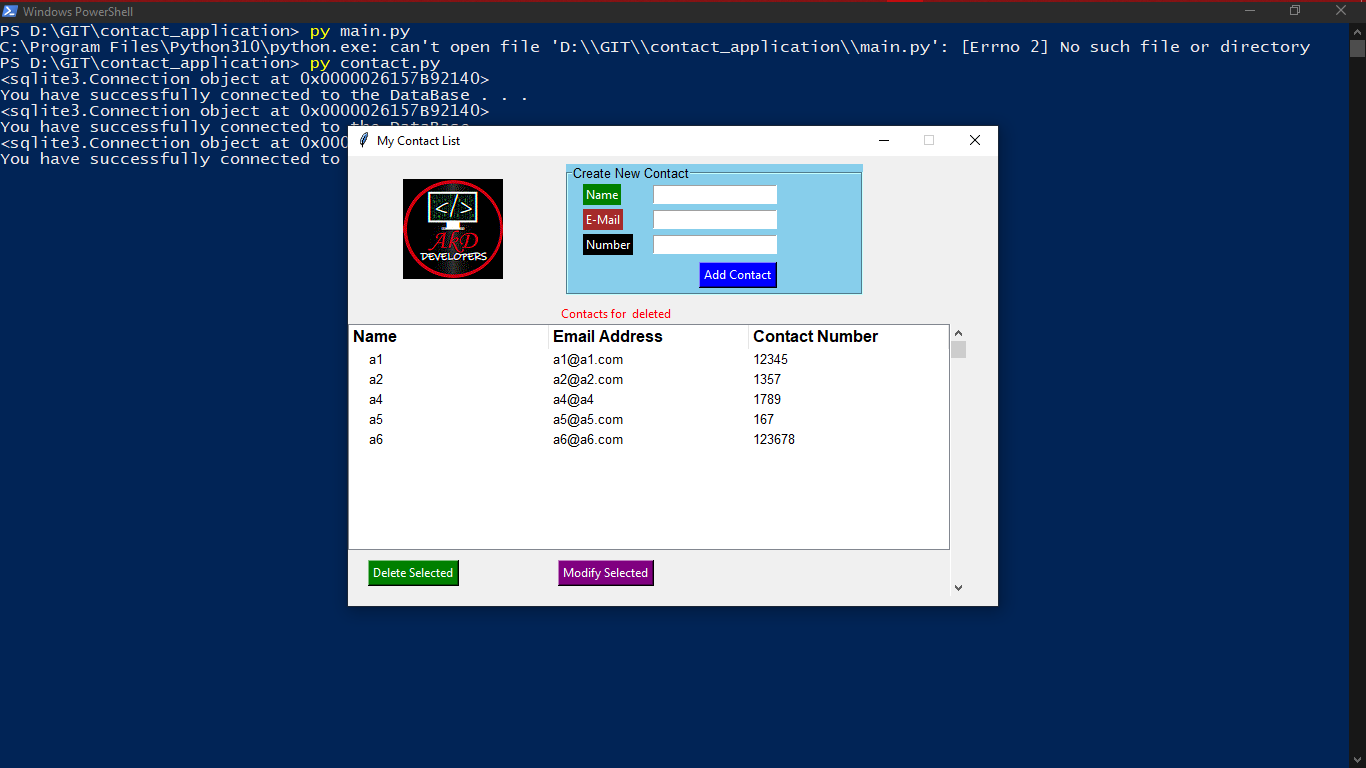 Windows PowerShell
PS D:\GIT\contact_application> py main.py
C:\Program Files\Python310\python.exe: can't open file 'D:\\GIT\\contact_application\\main.py': [Errno 2] No such file or directory
PS D:\GIT\contact_application> py contact.py
<sqlite3.Connection object at 0x0000026157B92140>
You have successfully connected to the DataBase . . .
<sqlite3.Connection object at 0x0000026157B92140>
You have successfully connected to the DataBase
<sqlite3.Connection object at 0x000
You have successfully connected to
My Contact List
</>
AkD
DEVELOPERS
Create New Contact
Name
E-Mail
Number
Add Contact
Contacts for  deleted
Name Email Address Contact Number
a1 a1@a1.com 12345
a2 a2@a2.com 1357
a4 a4@a4 1789
a5 a5@a5.com 167
a6 a6@a6.com 123678
Delete Selected Modify Selected